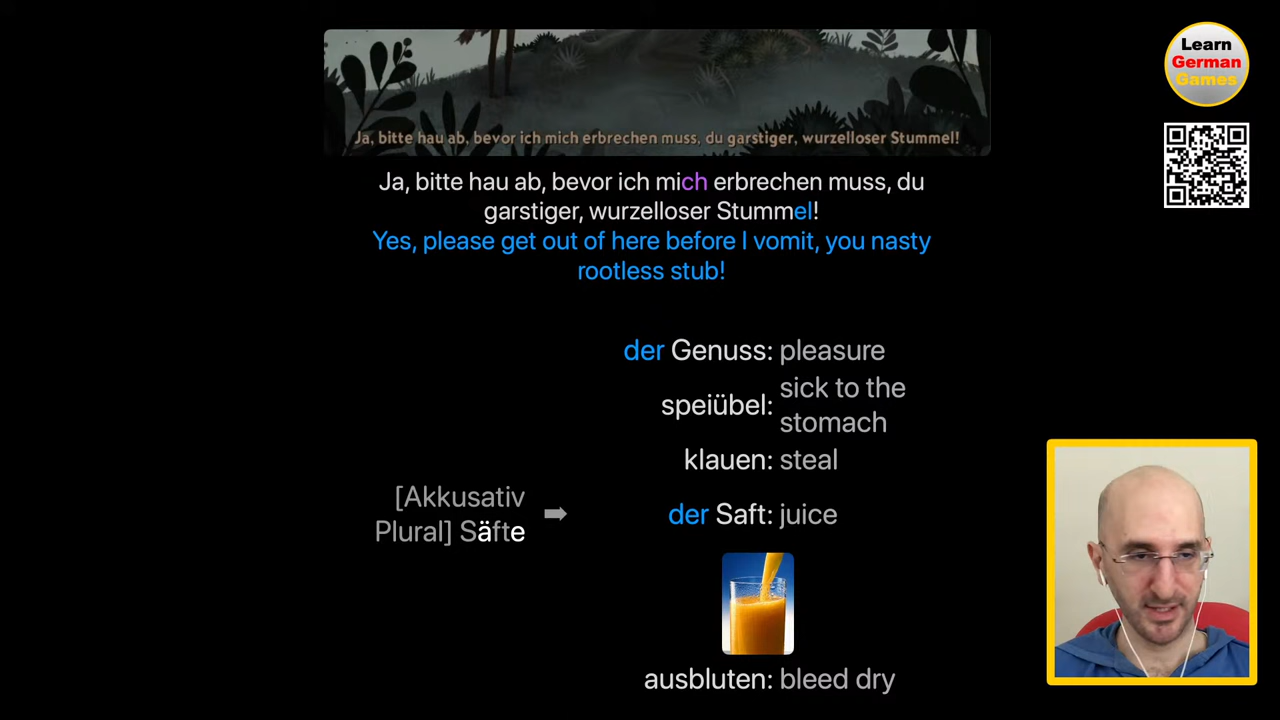 Learn
German
Games
Ja, bitte hau ab, bevor ich mich erbrechen muss, du garstiger, wurzelloser Stummel!
Ja, bitte hau ab, bevor ich mich erbrechen muss, du
garstiger, wurzelloser Stummel!
Yes, please get out of here before I vomit, you nasty
rootless stub!
der Genuss: pleasure
speiübel: sick to the
stomach
klauen: steal
[Akkusativ
Plural] Säfte ➡ der Saft: juice
ausbluten: bleed dry